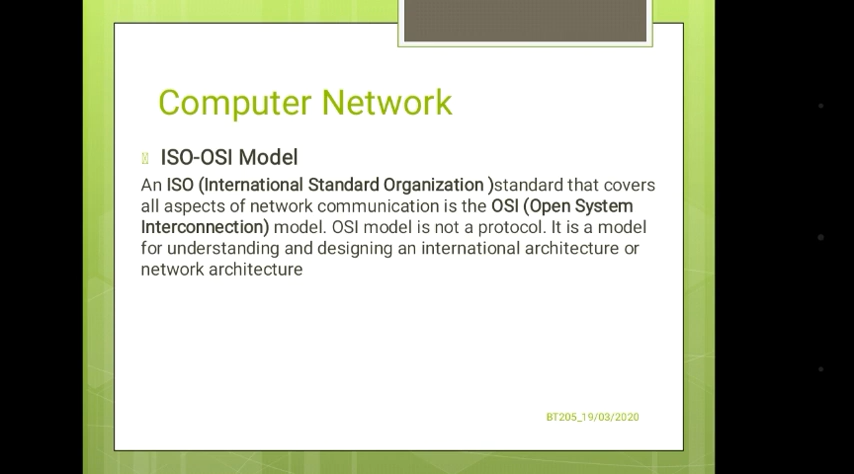 Computer Network
ISO-OSI Model
An ISO (International Standard Organization )standard that covers
all aspects of network communication is the OSI (Open System
Interconnection) model. OSI model is not a protocol. It is a model
for understanding and designing an international architecture or
network architecture
BT205_19/03/2020